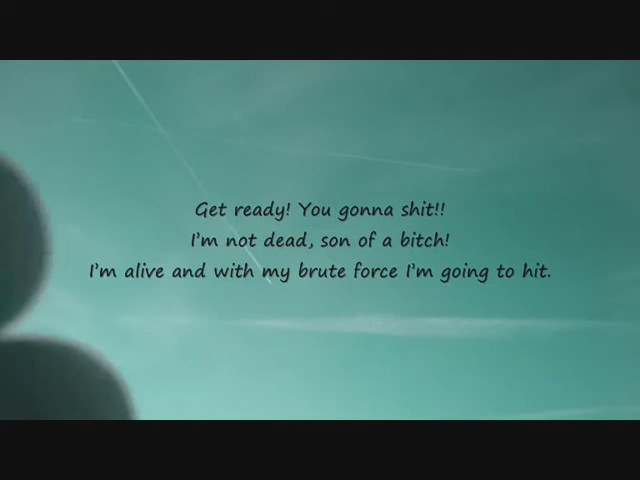 Get ready! You gonna shit!!
I'm not dead, son of a bitch!
I'm alive and with my brute force I'm going to hit.